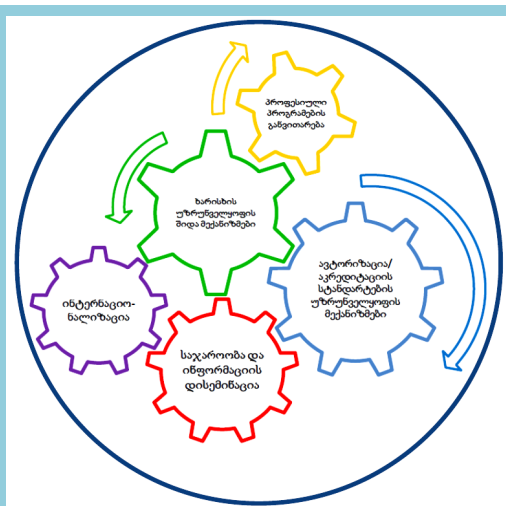 პროფესიული
პროგრამების
განვითარება
ხარისხის
უზრუნველყოფის
შიდა მექანიზმები
ავტორიზაცია/
აკრედიტაციის
სტანდარტების
უზრუნველყოფის
მექანიზმები
ინტერნაციო-
ნალიზაცია
საჯაროობა და
ინფორმაციის
დისემინაცია